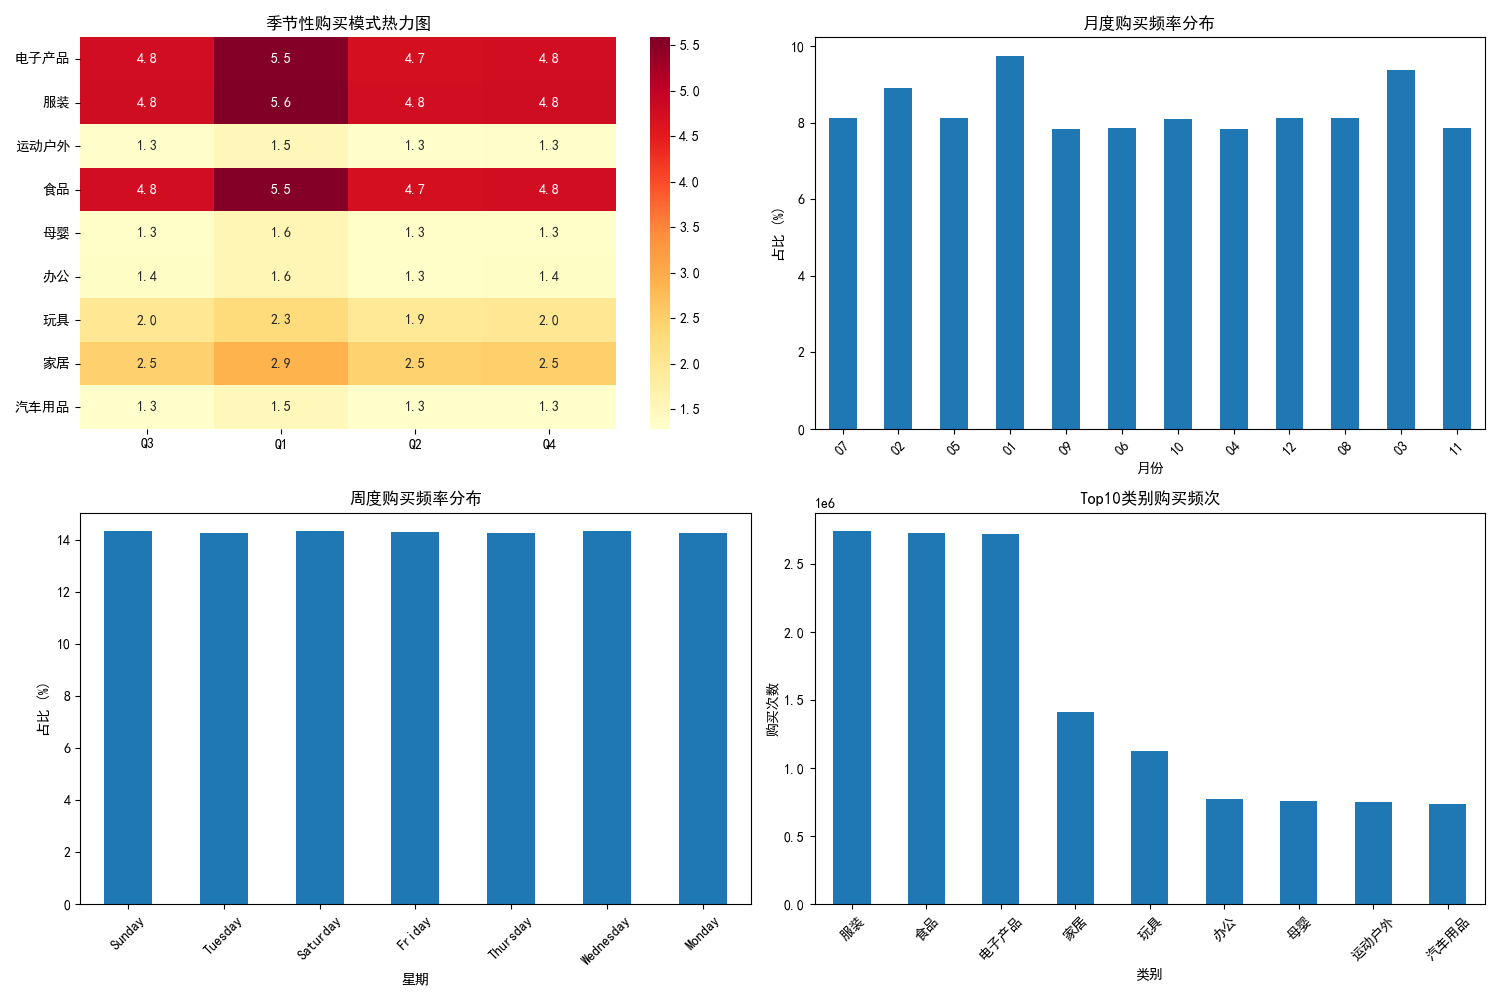 季节性购买模式热力图
电子产品 4.8 5.5 4.7 4.8
服装 4.8 5.6 4.8 4.8
运动户外 1.3 1.5 1.3 1.3
食品 4.8 5.5 4.7 4.8
母婴 1.3 1.6 1.3 1.3
办公 1.4 1.6 1.3 1.4
玩具 2.0 2.3 1.9 2.0
家居 2.5 2.9 2.5 2.5
汽车用品 1.3 1.5 1.3 1.3
Q3 Q1 Q2 Q4
5.5
5.0
4.5
4.0
3.5
3.0
2.5
2.0
1.5
月度购买频率分布
占比 (%)
10
8
6
4
2
0
07 02 05 01 09 06 10 04 12 08 03 11
月份
周度购买频率分布
占比 (%)
14
12
10
8
6
4
2
0
Sunday Tuesday Saturday Friday Thursday Wednesday Monday
星期
Top10类别购买频次
1e6
购买次数
2.5
2.0
1.5
1.0
0.5
0.0
服装 食品 电子产品 家居 玩具 办公 母婴 运动户外 汽车用品
类别